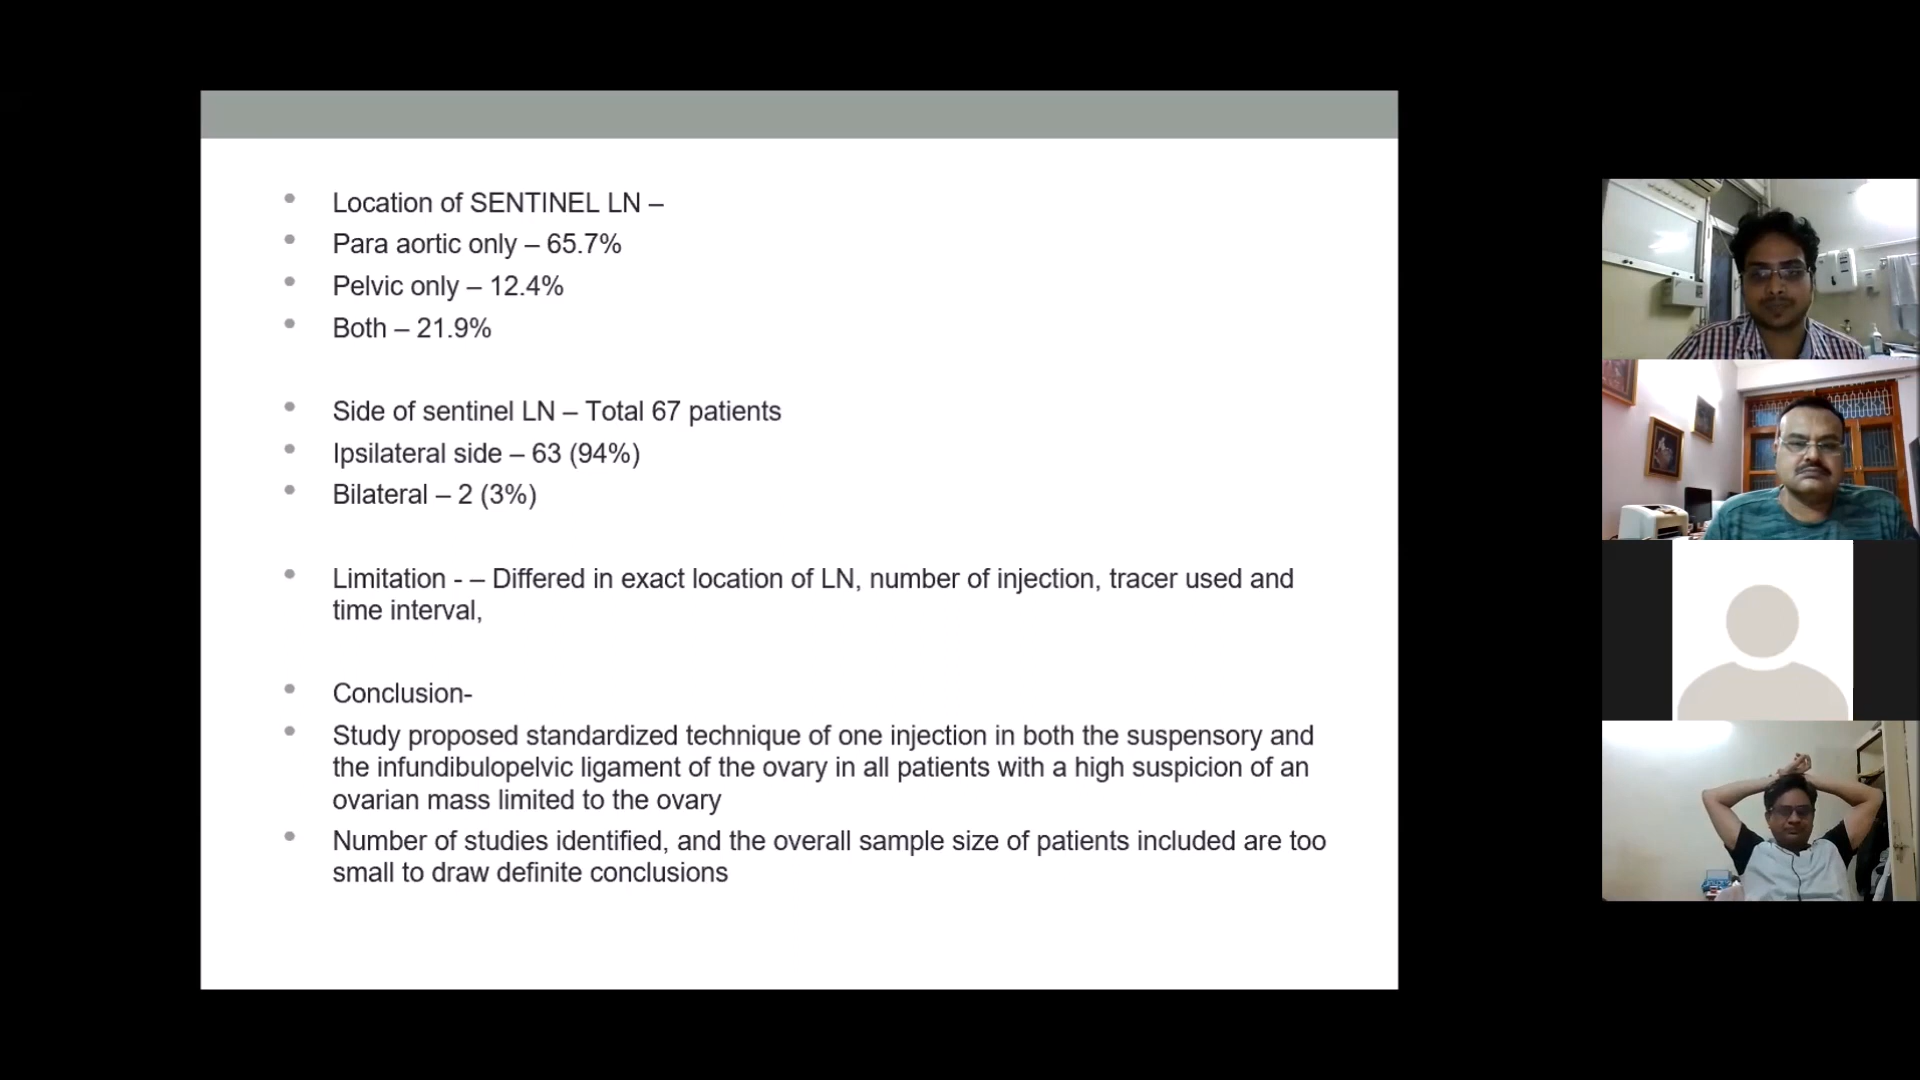 Location of SENTINEL LN –
Para aortic only – 65.7%
Pelvic only – 12.4%
Both – 21.9%
Side of sentinel LN – Total 67 patients
Ipsilateral side – 63 (94%)
Bilateral – 2 (3%)
Limitation - – Differed in exact location of LN, number of injection, tracer used and
time interval,
Conclusion-
Study proposed standardized technique of one injection in both the suspensory and
the infundibulopelvic ligament of the ovary in all patients with a high suspicion of an
ovarian mass limited to the ovary
Number of studies identified, and the overall sample size of patients included are too
small to draw definite conclusions